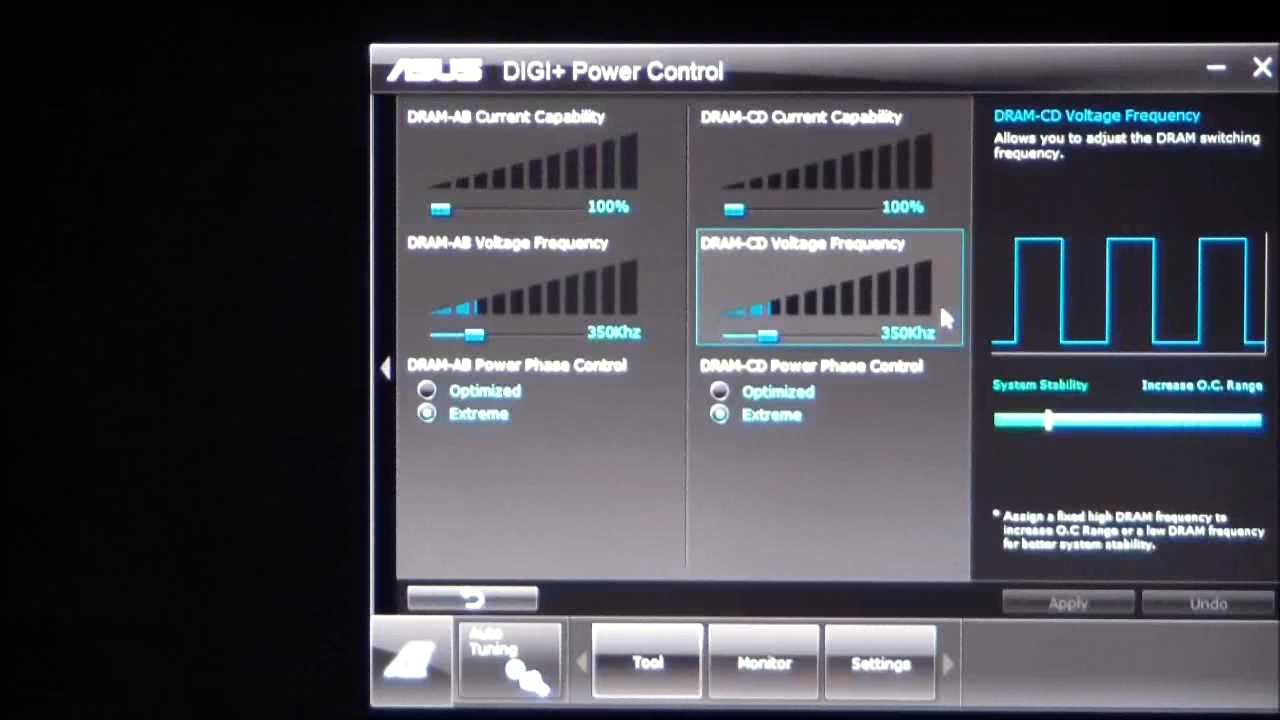 ASUS DIGI+ Power Control
DRAM-AB Current Capability
100%
DRAM-AB Voltage Frequency
350Khz
DRAM-AB Power Phase Control
Optimized
Extreme
DRAM-CD Current Capability
100%
DRAM-CD Voltage Frequency
350Khz
DRAM-CD Power Phase Control
Optimized
Extreme
DRAM-CD Voltage Frequency
Allows you to adjust the DRAM switching
frequency.
System Stability
Increase O.C. Range
* Assign a fixed high DRAM frequency to
increase O.C Range or a low DRAM frequency
for better system stability.
Apply
Undo
Auto
Tuning
Tool
Monitor
Settings